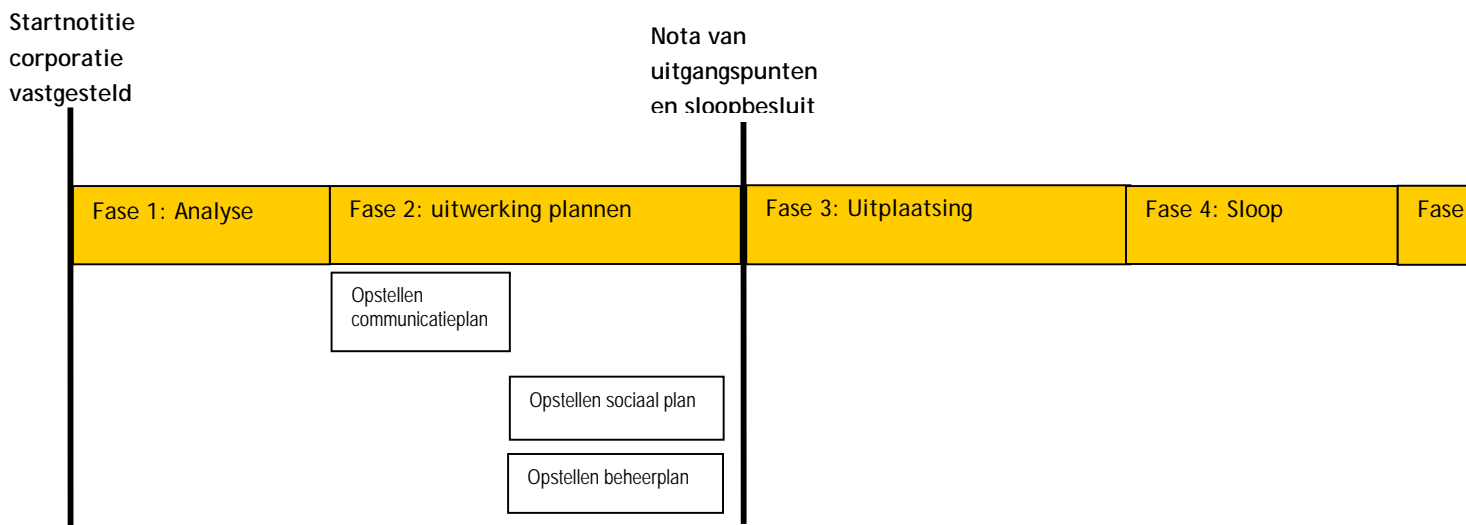 Startnotitie
corporatie
vastgesteld
Nota van
uitgangspunten
en sloopbesluit
Fase 1: Analyse
Fase 2: uitwerking plannen
Fase 3: Uitplaatsing
Fase 4: Sloop
Fase
Opstellen
communicatieplan
Opstellen sociaal plan
Opstellen beheerplan